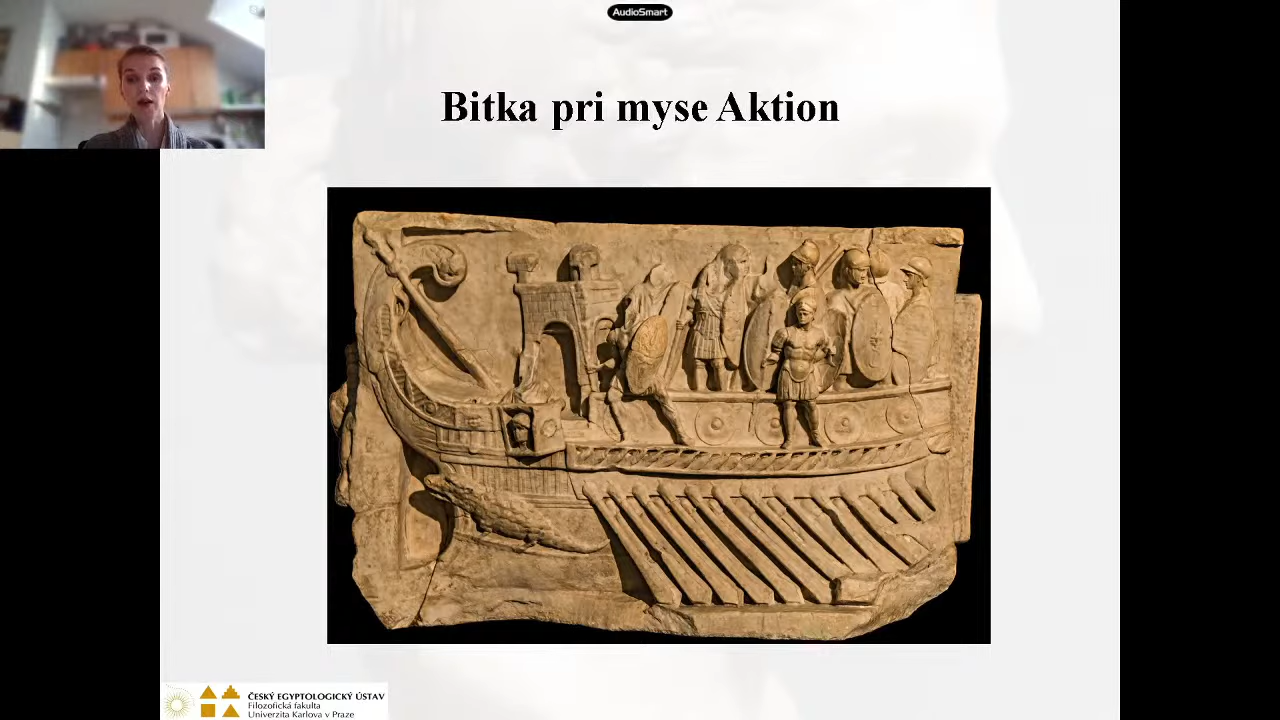 AudioSmart
Bitka pri myse Aktion
ČESKÝ EGYPTOLOGICKÝ ÚSTAV
Filozofická fakulta
Univerzita Karlova v Praze